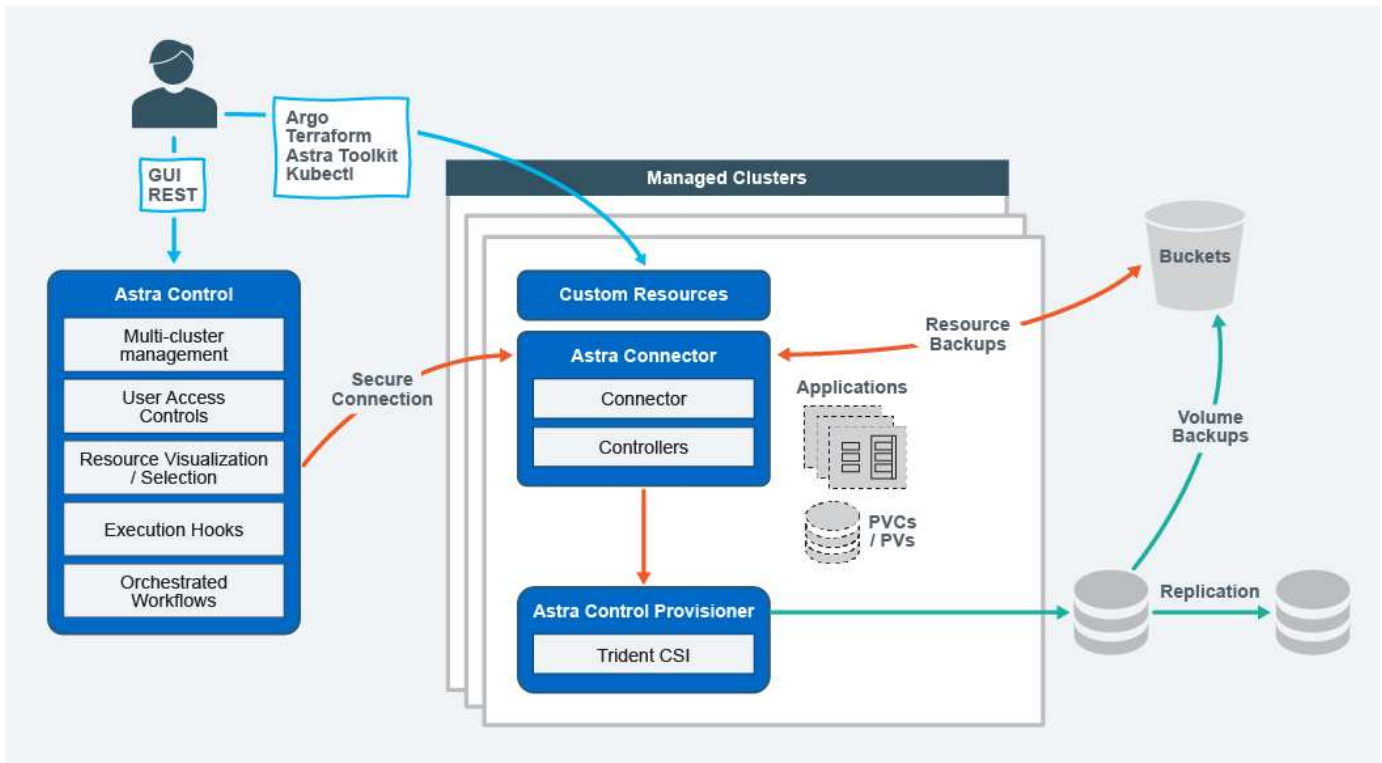 Argo
Terraform
Astra Toolkit
Kubectl
GUI
REST
Managed Clusters
Astra Control
Multi-cluster
management
User Access
Controls
Resource Visualization
/ Selection
Execution Hooks
Orchestrated
Workflows
Secure
Connection
Custom Resources
Astra Connector
Connector
Controllers
Applications
PVCs
/ PVs
Astra Control Provisioner
Trident CSI
Resource
Backups
Buckets
Volume
Backups
Replication